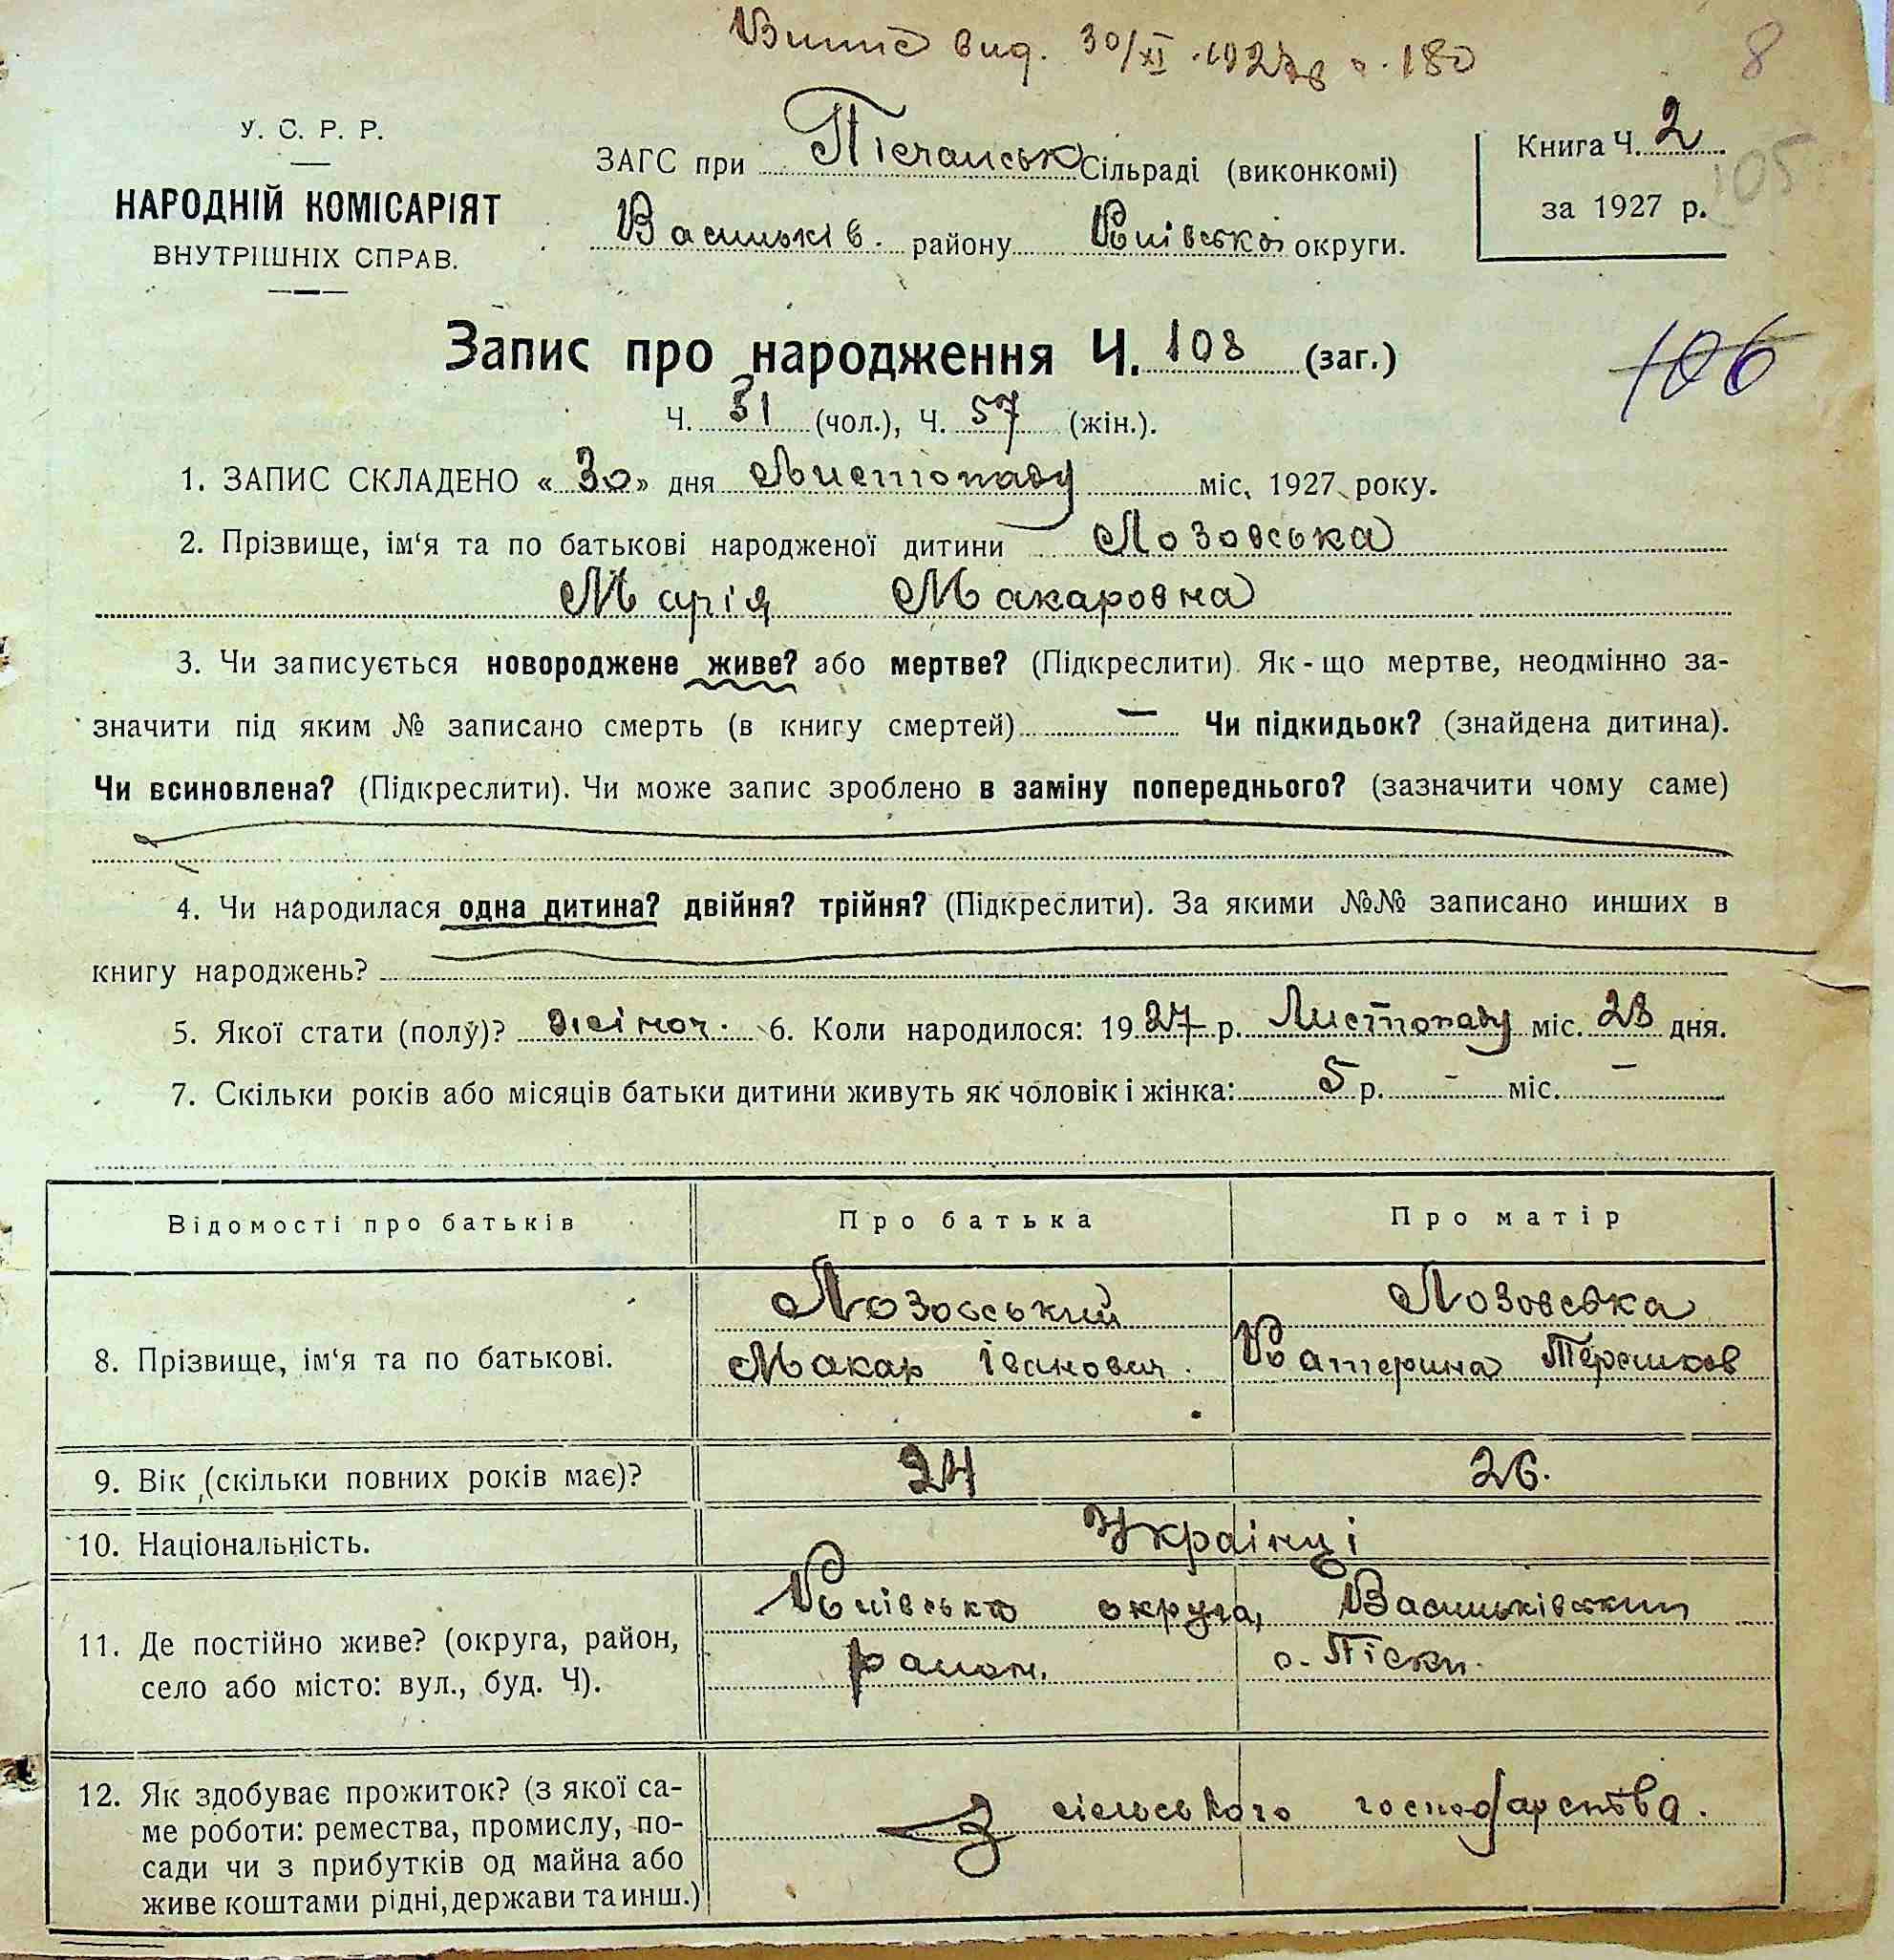 Випис вид. 30/XI 1927 р. ч. 180
8
У. С. Р. Р.
НАРОДНІЙ КОМІСАРІЯТ
ВНУТРІШНІХ СПРАВ.
ЗАГС при Пісчанськ Сільраді (виконкомі)
Васильків. району Київської округи.
Книга Ч. 2
за 1927 р.
105
Запис про народження Ч. 108 (заг.)
106
Ч. 51 (чол.), Ч. 57 (жін.).
1. ЗАПИС СКЛАДЕНО «30» дня Листопаду міс, 1927 року.
2. Прізвище, ім‘я та по батькові народженої дитини Лозовська
Марія Макаровна
3. Чи записується новороджене живе? або мертве? (Підкреслити). Як-що мертве, неодмінно за-
значити під яким № записано смерть (в книгу смертей) — Чи підкидьок? (знайдена дитина).
Чи всиновлена? (Підкреслити). Чи може запис зроблено в заміну попереднього? (зазначити чому саме)
4. Чи народилася одна дитина? двійня? трійня? (Підкреслити). За якими №№ записано инших в
книгу народжень?
5. Якої стати (полу)? жіноч. 6. Коли народилося: 1927 р. Листопаду міс. 28 дня.
7. Скільки років або місяців батьки дитини живуть як чоловік і жінка: 5 р. - міс. -
Відомості про батьків Про батька Про матір
8. Прізвище, ім‘я та по батькові.
Лозовський
Макар Іванович.
Лозовська
Катерина Терешков
9. Вік (скільки повних років має)? 24 26.
10. Національність. Українці
11. Де постійно живе? (округа, район,
село або місто: вул., буд. Ч).
Київська округа, Васильківський
район. с. Піски.
12. Як здобуває прожиток? (з якої са-
ме роботи: ремества, промислу, по-
сади чи з прибутків од майна або
живе коштами рідні, держави та инш.)
З сільського господарства.